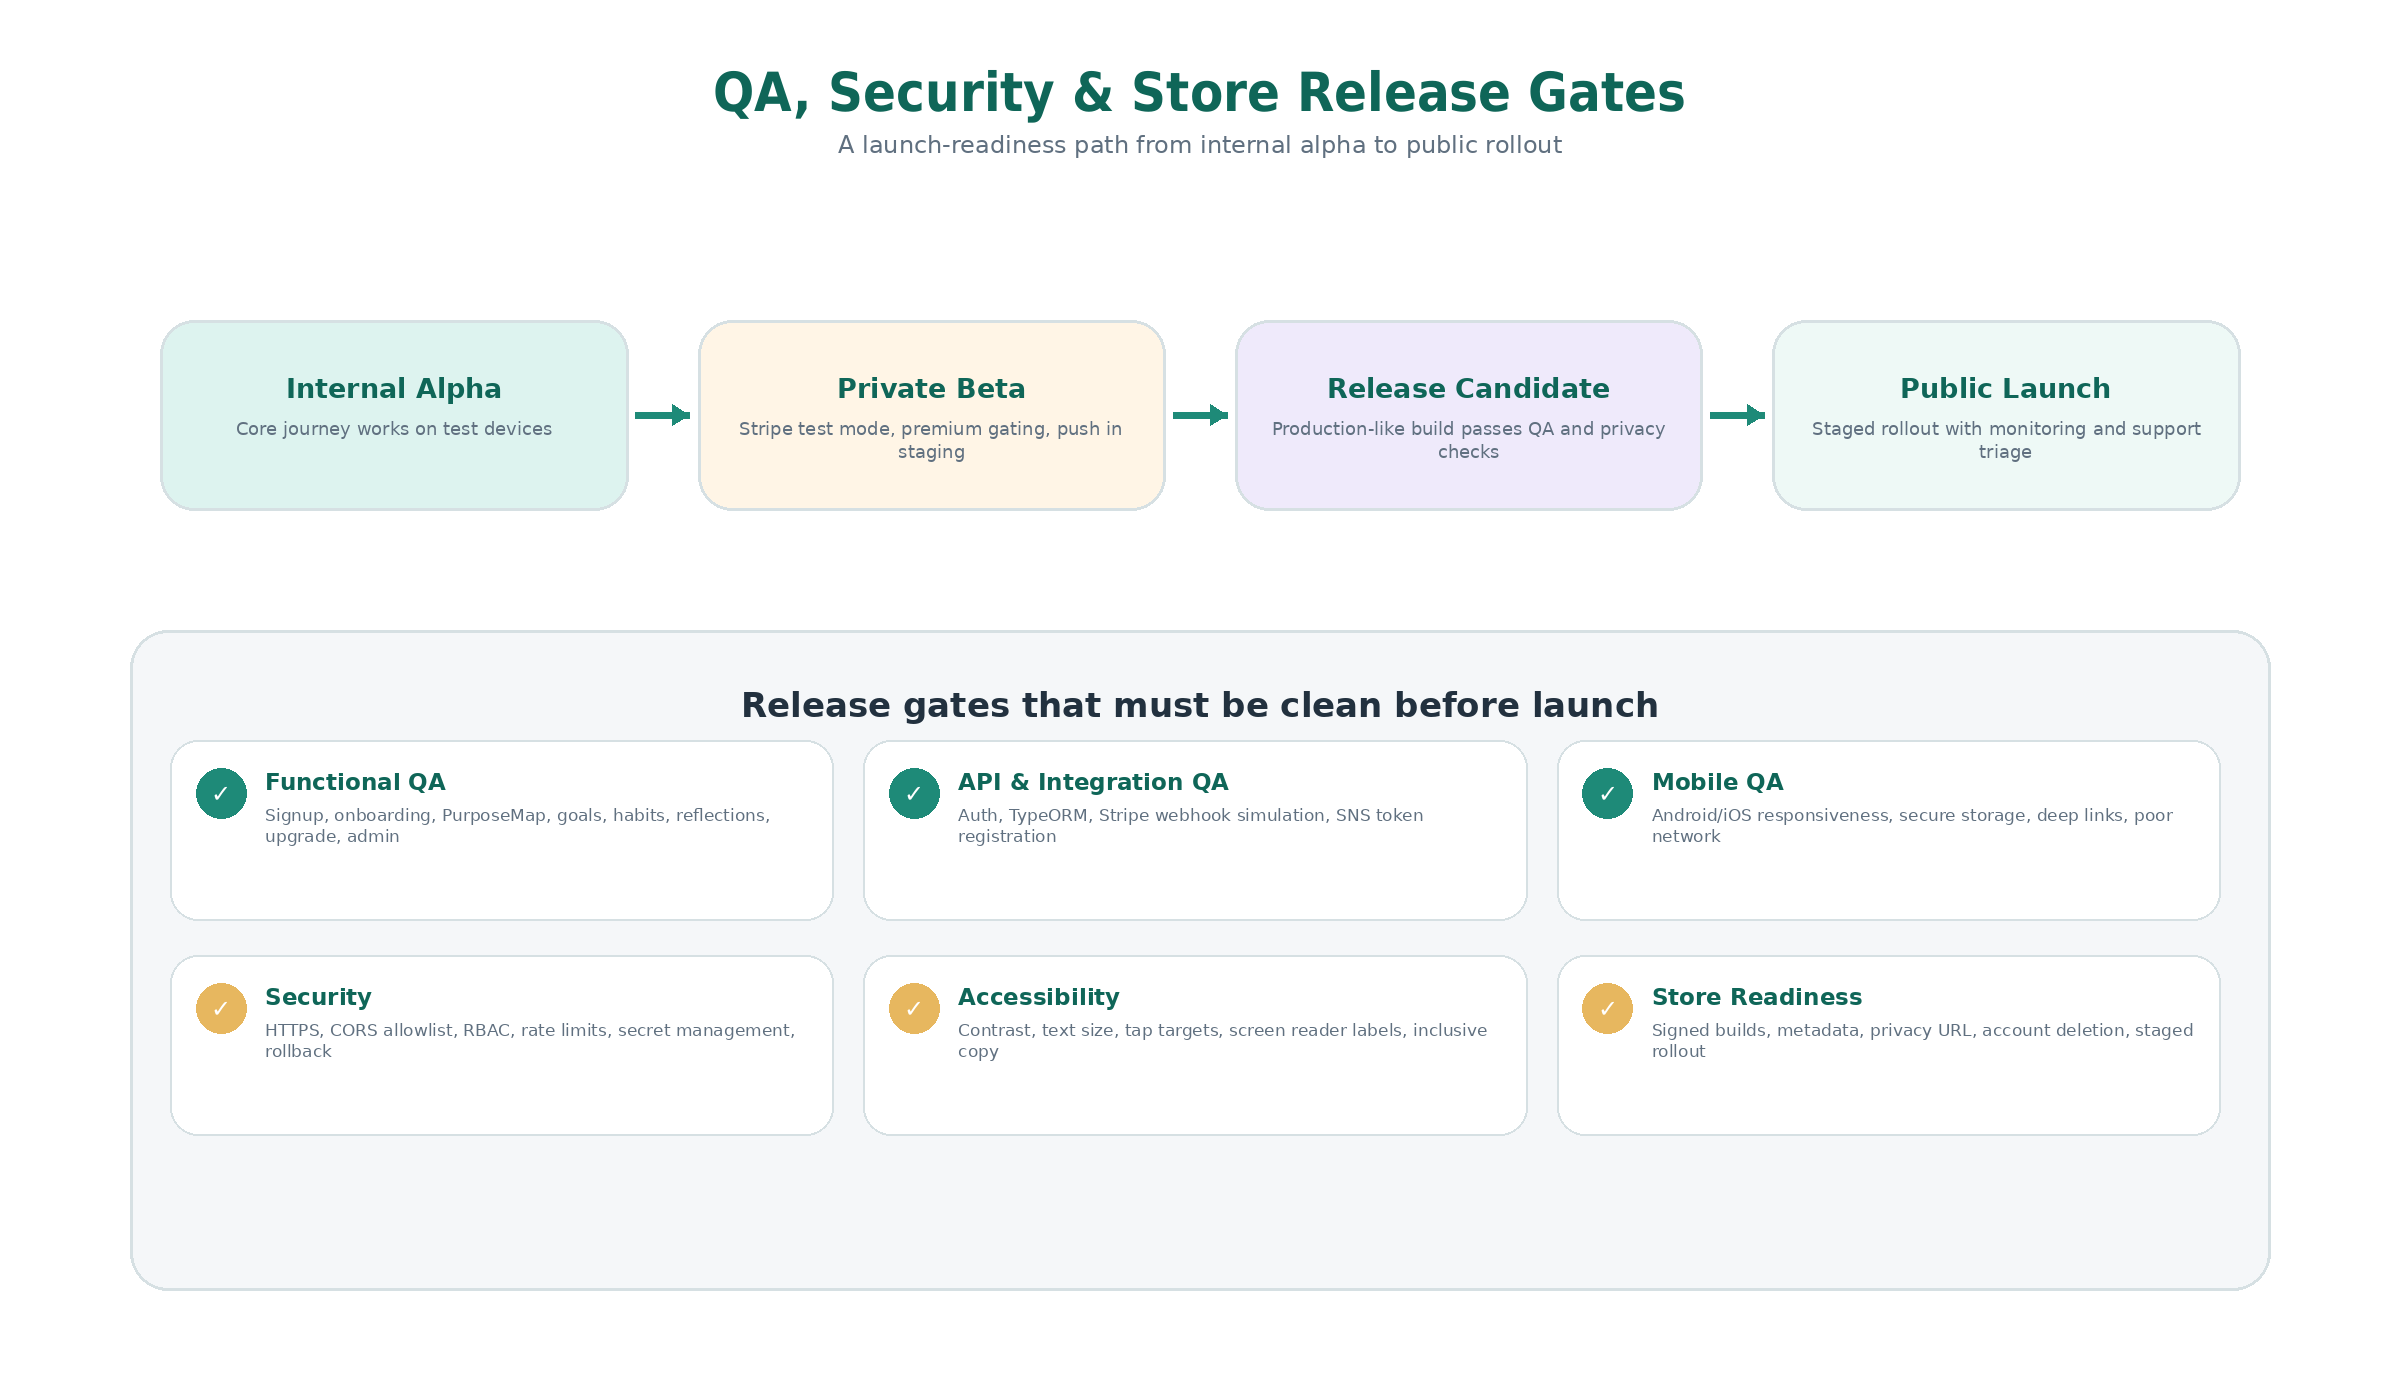 QA, Security & Store Release Gates
A launch-readiness path from internal alpha to public rollout
Internal Alpha
Core journey works on test devices
Private Beta
Stripe test mode, premium gating, push in
staging
Release Candidate
Production-like build passes QA and privacy
checks
Public Launch
Staged rollout with monitoring and support
triage
Release gates that must be clean before launch
✓
Functional QA
Signup, onboarding, PurposeMap, goals, habits, reflections,
upgrade, admin
✓
API & Integration QA
Auth, TypeORM, Stripe webhook simulation, SNS token
registration
✓
Mobile QA
Android/iOS responsiveness, secure storage, deep links, poor
network
✓
Security
HTTPS, CORS allowlist, RBAC, rate limits, secret management,
rollback
✓
Accessibility
Contrast, text size, tap targets, screen reader labels, inclusive
copy
✓
Store Readiness
Signed builds, metadata, privacy URL, account deletion, staged
rollout